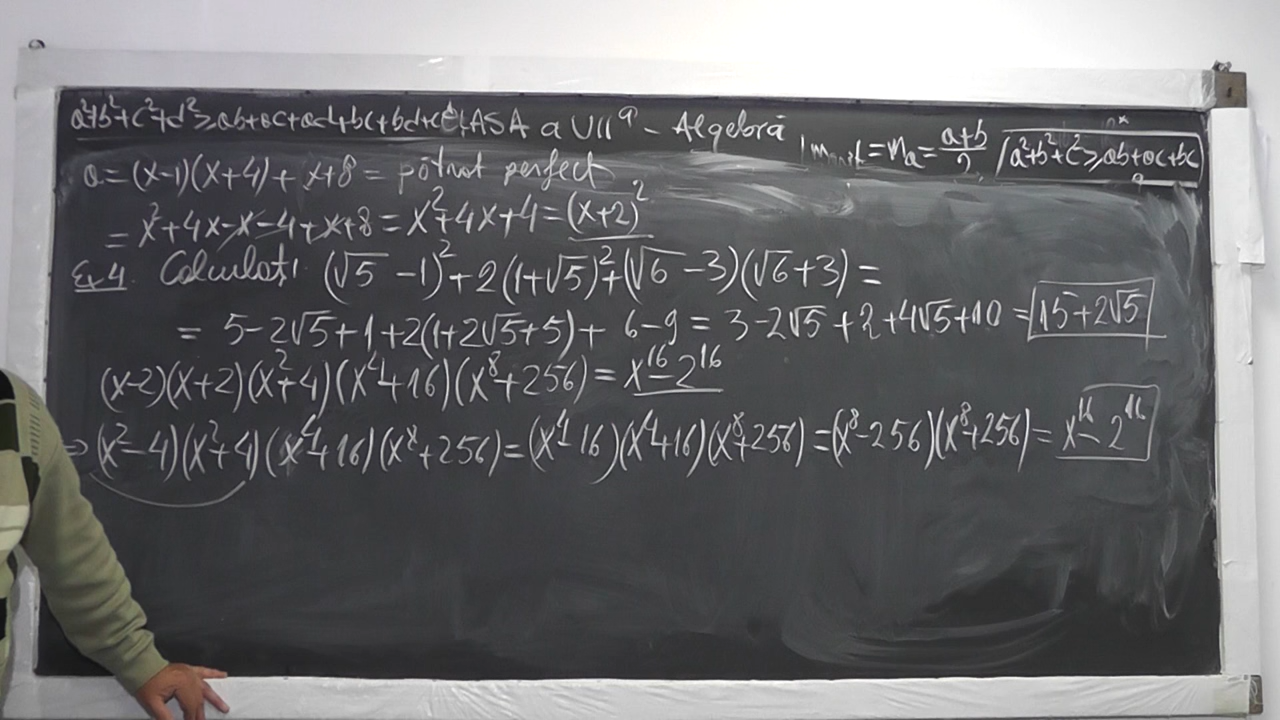 a²+b²+c²+d²≥ab+ac+ad+bc+bd+cd CLASA a VII ª - Algebră
= Ma = a+b/2 a²+b²+c²≥ab+ac+bc
a=(x-1)(x+4)+x+8= pătrat perfect
= x²+4x-x-4+x+8=x²+4x+4=(x+2)²
Ex4 Calculați (√5 -1)²+2(1+√5)²+(√6 -3)(√6+3)=
= 5-2√5+1+2(1+2√5+5)+ 6-9 = 3-2√5+2+4√5+10 = 15+2√5
(x-2)(x+2)(x²+4)(x⁴+16)(x⁸+256)=x¹⁶-2¹⁶
⇒(x²-4)(x²+4)(x⁴+16)(x⁸+256)=(x⁴-16)(x⁴+16)(x⁸+256)=(x⁸-256)(x⁸+256)=x¹⁶-2¹⁶